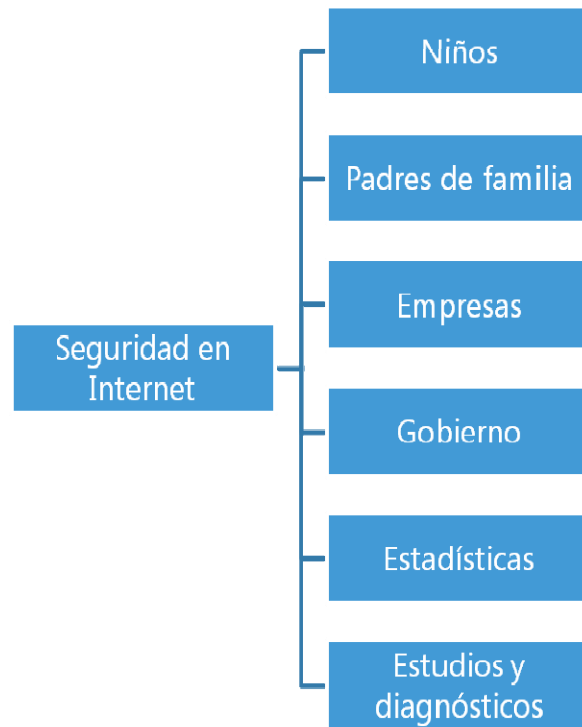 Niños
Padres de familia
Empresas
Seguridad en
Internet
Gobierno
Estadísticas
Estudios y
diagnósticos